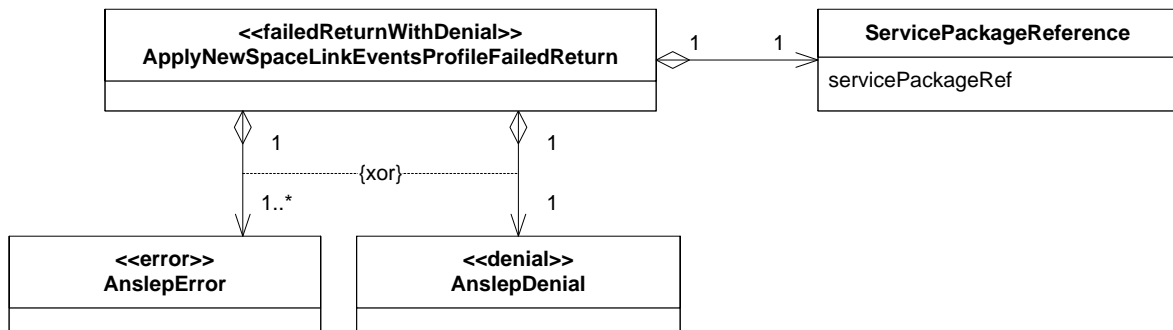 <<failedReturnWithDenial>>
ApplyNewSpaceLinkEventsProfileFailedReturn
1
1
ServicePackageReference
servicePackageRef
1
1
{xor}
1..*
1
<<error>>
AnslepError
<<denial>>
AnslepDenial